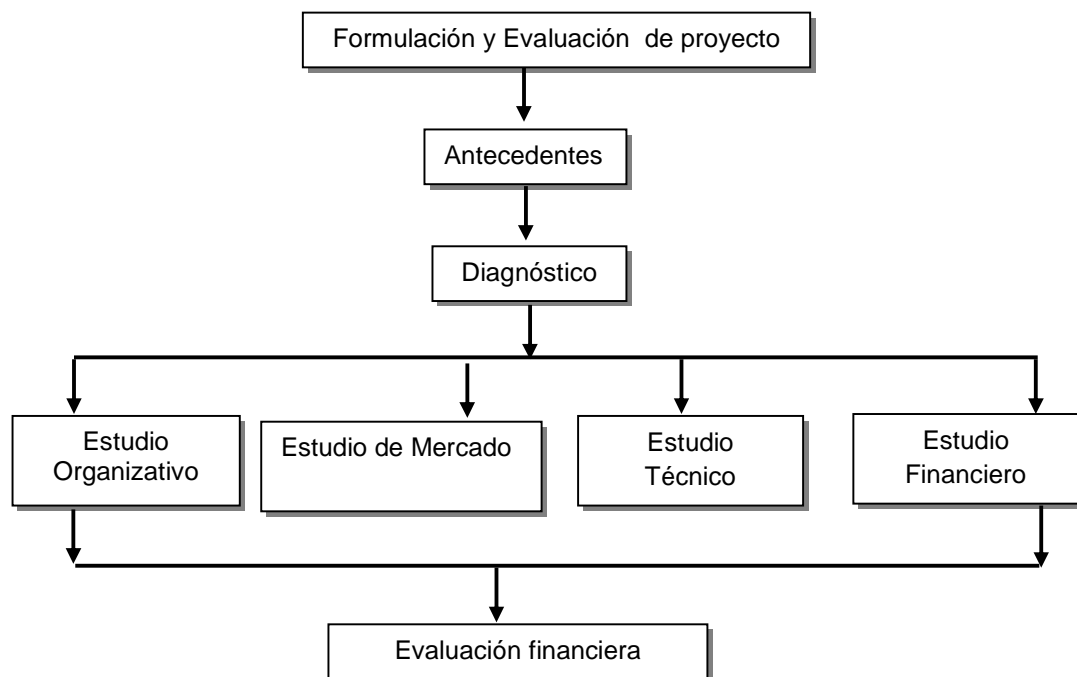 Formulación y Evaluación  de proyecto
Antecedentes
Diagnóstico
Estudio
Organizativo
Estudio de Mercado
Estudio
Técnico
Estudio
Financiero
Evaluación financiera